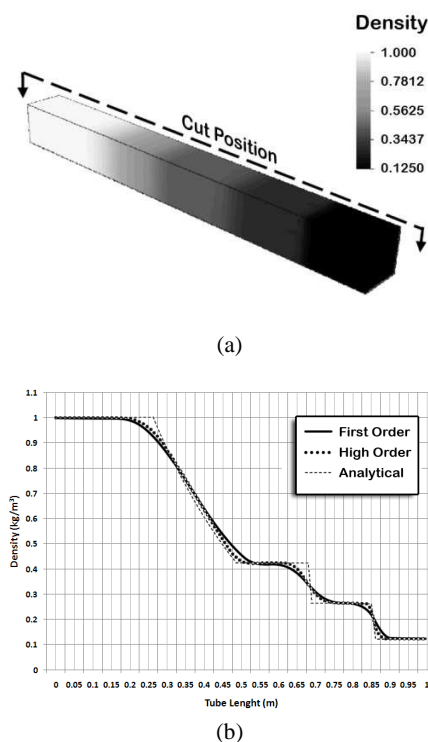 Density
1.000
0.7812
0.5625
0.3437
0.1250
Cut Position
(a)
1.1
1
0.9
0.8
0.7
0.6
0.5
0.4
0.3
0.2
0.1
0
Density (kg/m³)
First Order
High Order
Analytical
0 0.05 0.1 0.15 0.2 0.25 0.3 0.35 0.4 0.45 0.5 0.55 0.6 0.65 0.7 0.75 0.8 0.85 0.9 0.95 1
Tube Lenght (m)
(b)